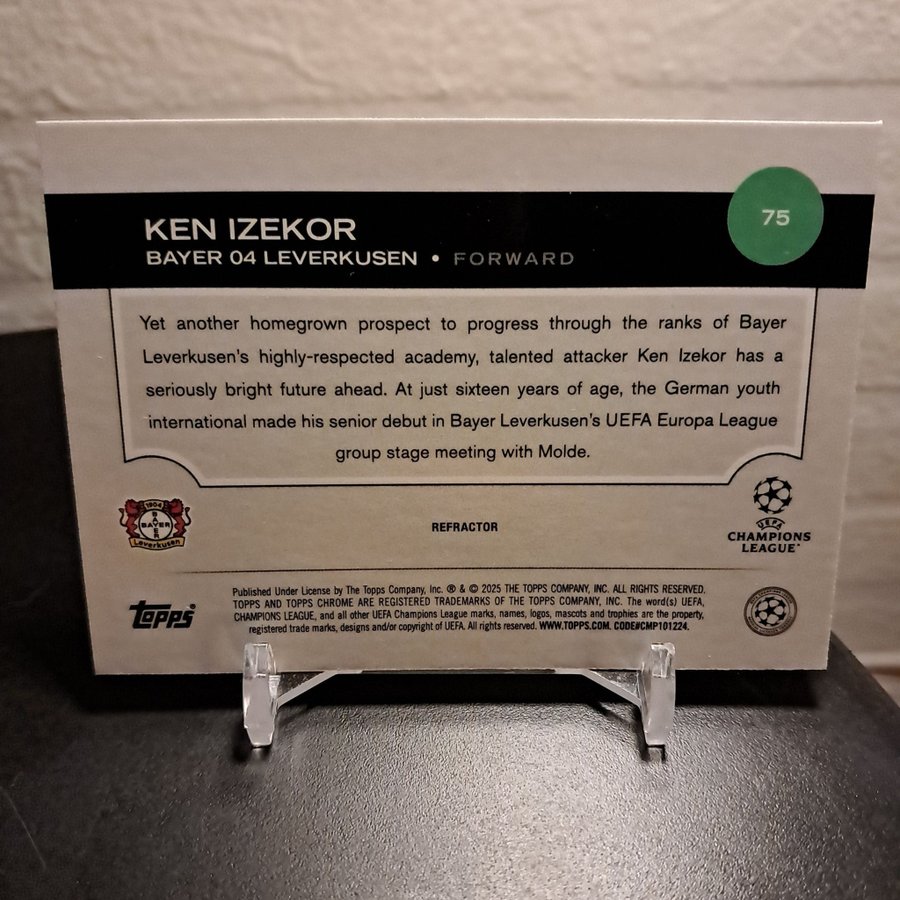 75
KEN IZEKOR
BAYER 04 LEVERKUSEN • FORWARD
Yet another homegrown prospect to progress through the ranks of Bayer
Leverkusen's highly-respected academy, talented attacker Ken Izekor has a
seriously bright future ahead. At just sixteen years of age, the German youth
international made his senior debut in Bayer Leverkusen's UEFA Europa League
group stage meeting with Molde.
1904
BAYER
BAYER
Leverkusen
REFRACTOR
UEFA
CHAMPIONS
LEAGUE
topps
Published Under License by The Topps Company, Inc. ® & © 2025 THE TOPPS COMPANY, INC. ALL RIGHTS RESERVED.
TOPPS AND TOPPS CHROME ARE REGISTERED TRADEMARKS OF THE TOPPS COMPANY, INC. The word(s) UEFA,
CHAMPIONS LEAGUE, and all other UEFA Champions League marks, names, logos, mascots and trophies are the property,
registered trade marks, designs and/or copyright of UEFA. All rights reserved. WWW.TOPPS.COM. CODE#CMP101224.